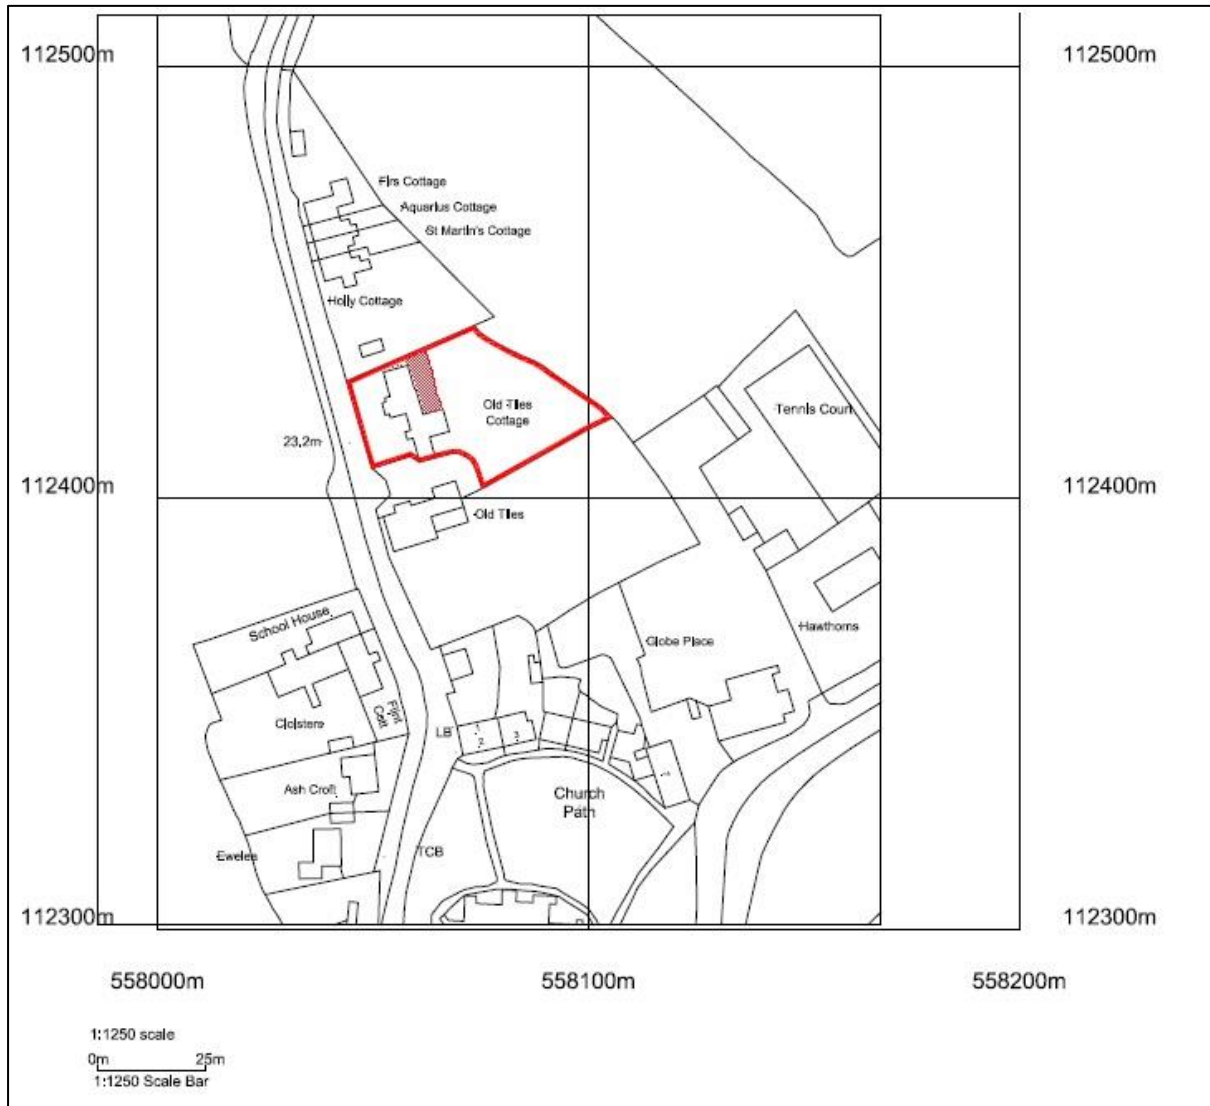 112500m
112500m
Firs Cottage
Aquarius Cottage
St Martin's Cottage
Holly Cottage
Old Tiles
Cottage
Tennis Court
23.2m
112400m
112400m
Old Tiles
School House
Globe Place
Hawthorns
Cloisters
Flint
Cott
LB
1
2
3
Ash Croft
Church
Path
Eweles
TCB
112300m
112300m
558000m
558100m
558200m
1:1250 scale
0m
25m
1:1250 Scale Bar